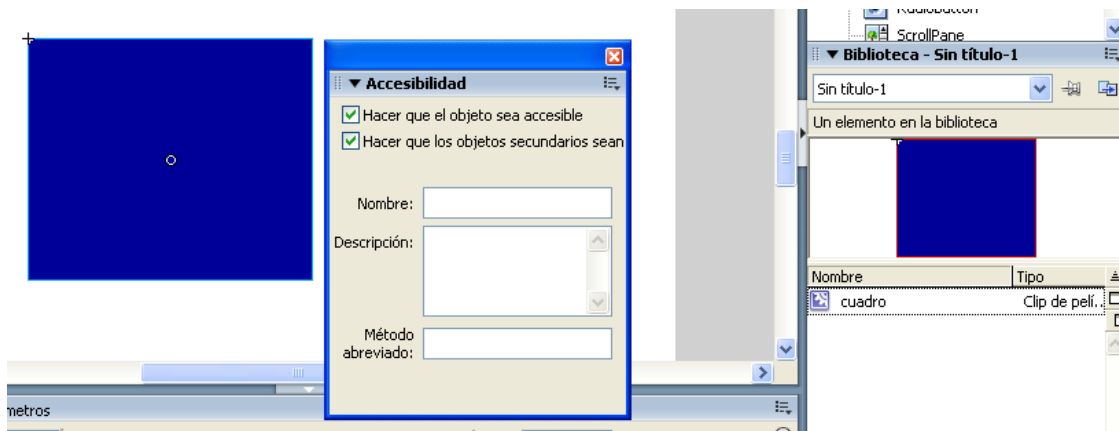 ScrollPane
Biblioteca - Sin título-1
Sin título-1
Un elemento en la biblioteca
Nombre Tipo
cuadro Clip de pelí..
Accesibilidad
Hacer que el objeto sea accesible
Hacer que los objetos secundarios sean
Nombre:
Descripción:
Método
abreviado:
metros